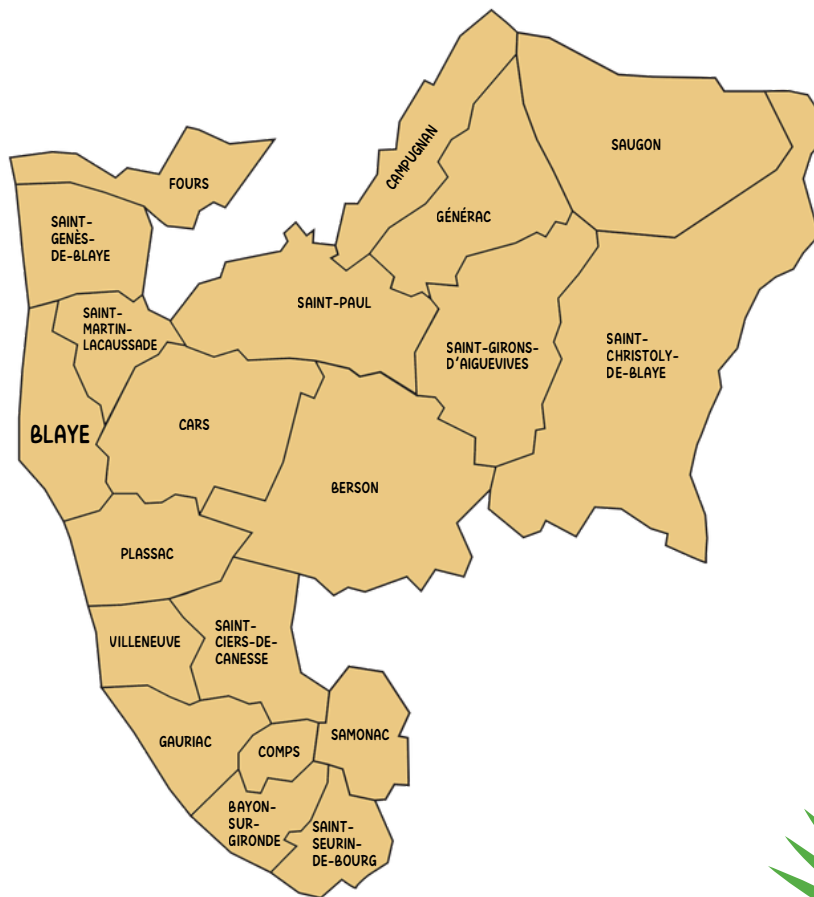 CAMPUGNAN
SAUGON
FOURS
GÉNÉRAC
SAINT-
GENÈS-
DE-BLAYE
SAINT-PAUL
SAINT-
MARTIN-
LACAUSSADE
SAINT-GIRONS-
D'AIGUEVIVES
SAINT-
CHRISTOLY-
DE-BLAYE
BLAYE
CARS
BERSON
PLASSAC
VILLENEUVE
SAINT-
CIERS-DE-
CANESSE
GAURIAC
COMPS
SAMONAC
BAYON-
SUR-
GIRONDE
SAINT-
SEURIN-
DE-BOURG